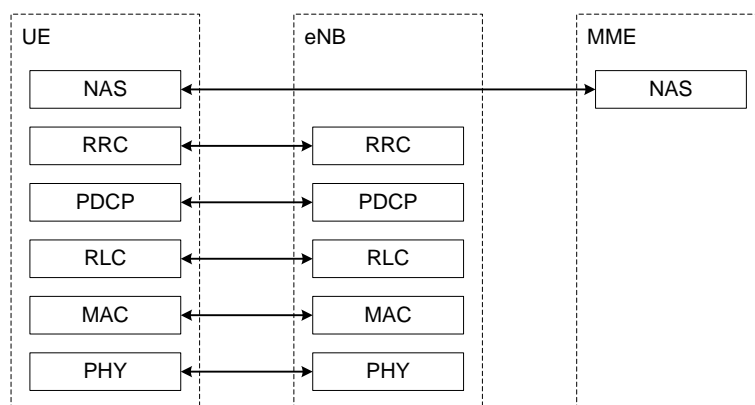 UE eNB MME
NAS NAS
RRC RRC
PDCP PDCP
RLC RLC
MAC MAC
PHY PHY